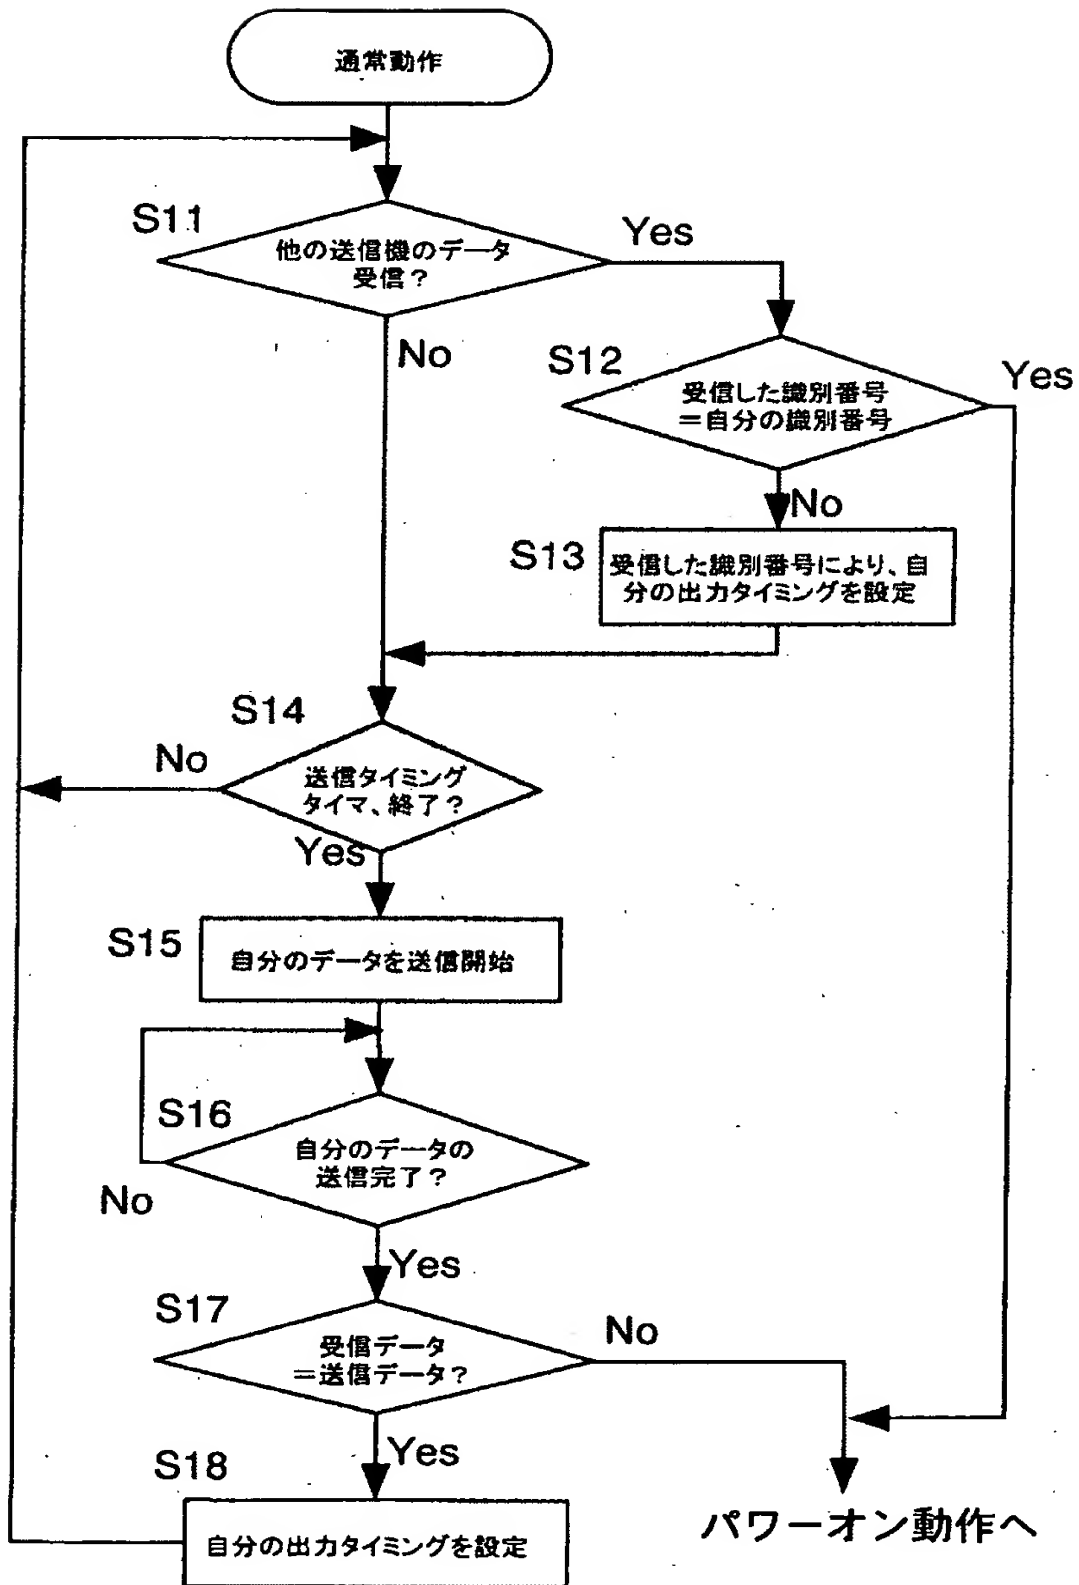 通常動作
S11
他の送信機のデータ
受信？
Yes
No
S12
受信した識別番号
＝自分の識別番号
Yes
No
S13
受信した識別番号により、自
分の出力タイミングを設定
S14
送信タイミング
タイマ、終了？
No
Yes
S15
自分のデータを送信開始
S16
自分のデータの
送信完了？
No
Yes
S17
受信データ
＝送信データ？
No
Yes
S18
自分の出力タイミングを設定
パワーオン動作へ